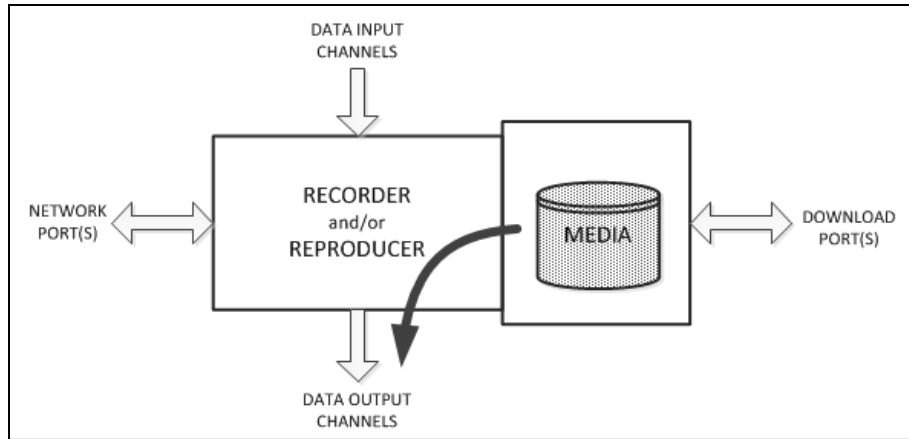 DATA INPUT
CHANNELS
RECORDER
and/or
REPRODUCER
MEDIA
NETWORK
PORT(S)
DOWNLOAD
PORT(S)
DATA OUTPUT
CHANNELS